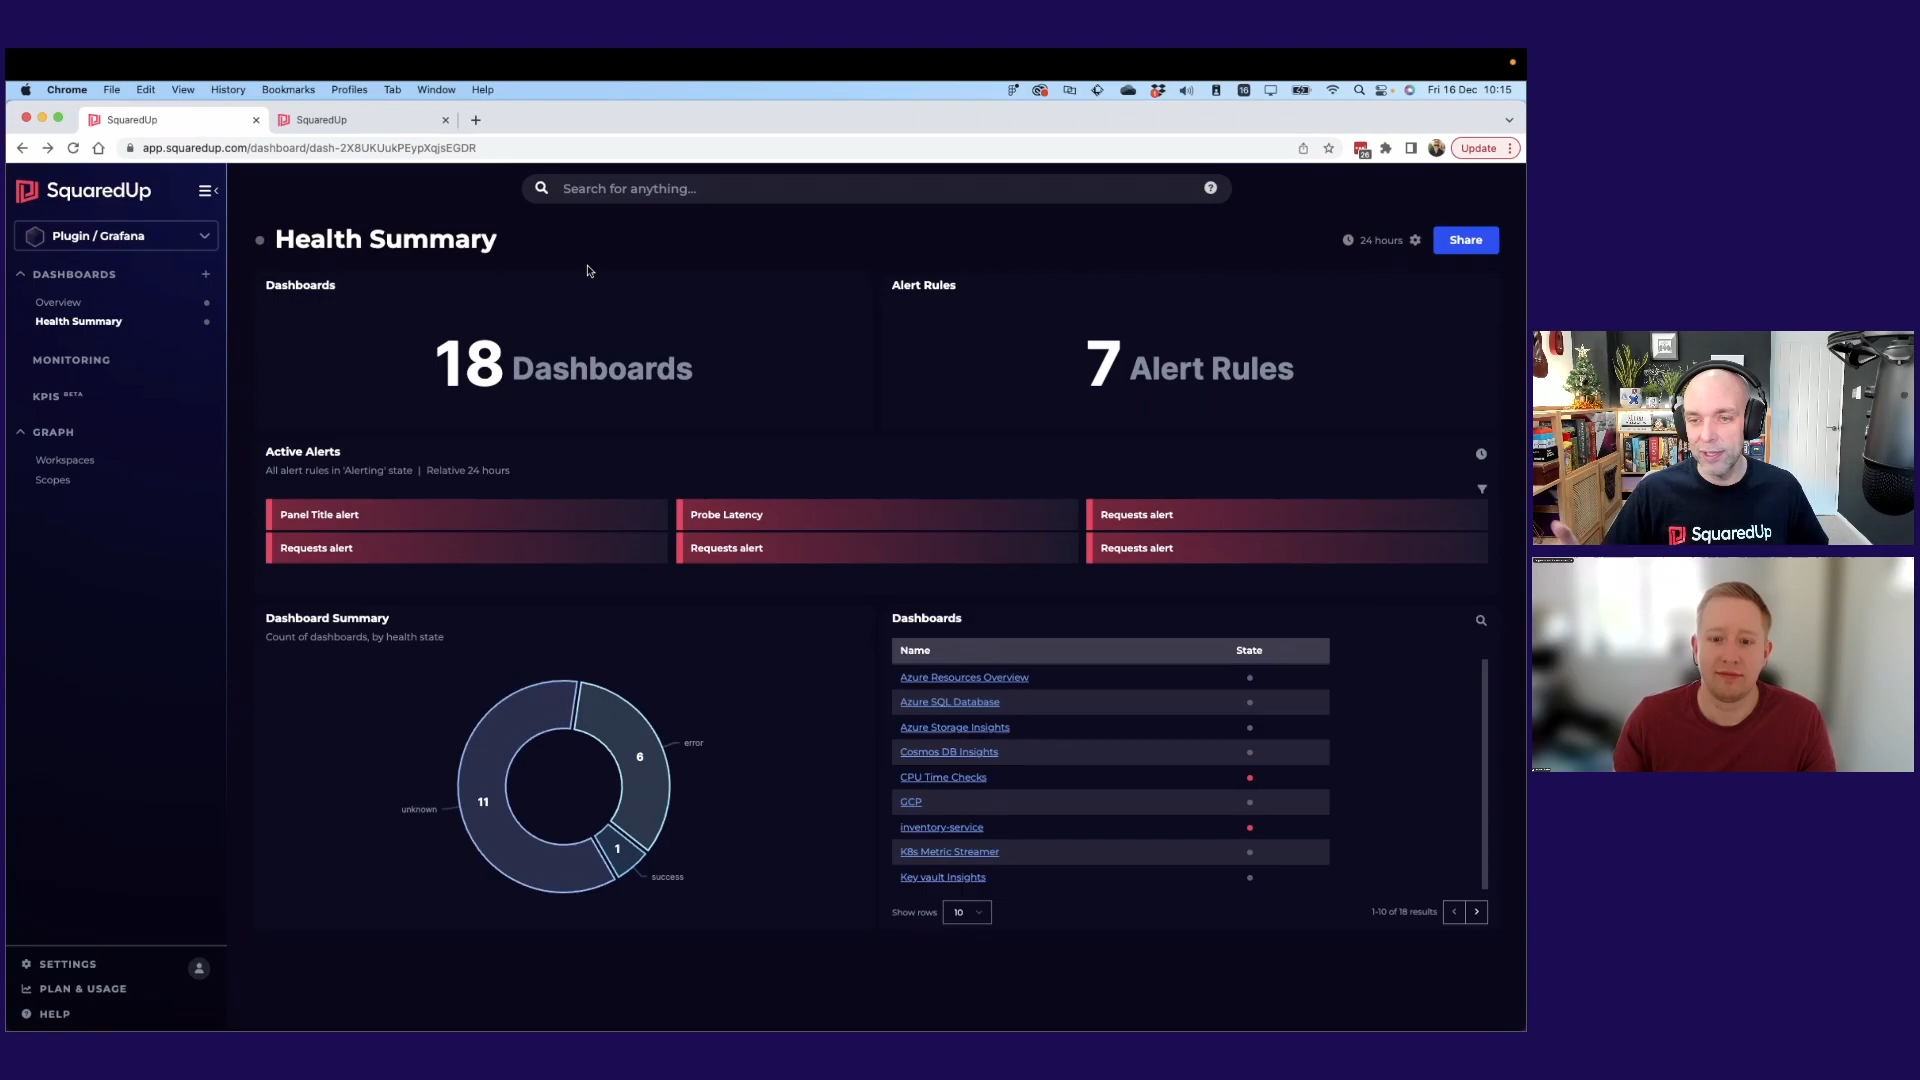 Chrome File Edit View History Bookmarks Profiles Tab Window Help
16
Fri 16 Dec 10:15
SquaredUp
SquaredUp
app.squaredup.com/dashboard/dash-2X8UKUukPEypXqjsEGDR
26
Update
SquaredUp
Search for anything...
Plugin / Grafana
DASHBOARDS
Overview
Health Summary
MONITORING
KPIS BETA
GRAPH
Workspaces
Scopes
SETTINGS
PLAN & USAGE
HELP
Health Summary
24 hours
Share
Dashboards
18 Dashboards
Alert Rules
7 Alert Rules
Active Alerts
All alert rules in 'Alerting' state | Relative 24 hours
Panel Title alert
Probe Latency
Requests alert
Requests alert
Requests alert
Requests alert
Dashboard Summary
Count of dashboards, by health state
error
6
unknown
11
1
success
Dashboards
Name State
Azure Resources Overview
Azure SQL Database
Azure Storage Insights
Cosmos DB Insights
CPU Time Checks
GCP
inventory-service
K8s Metric Streamer
Key vault Insights
Show rows 10
1-10 of 18 results
SquaredUp